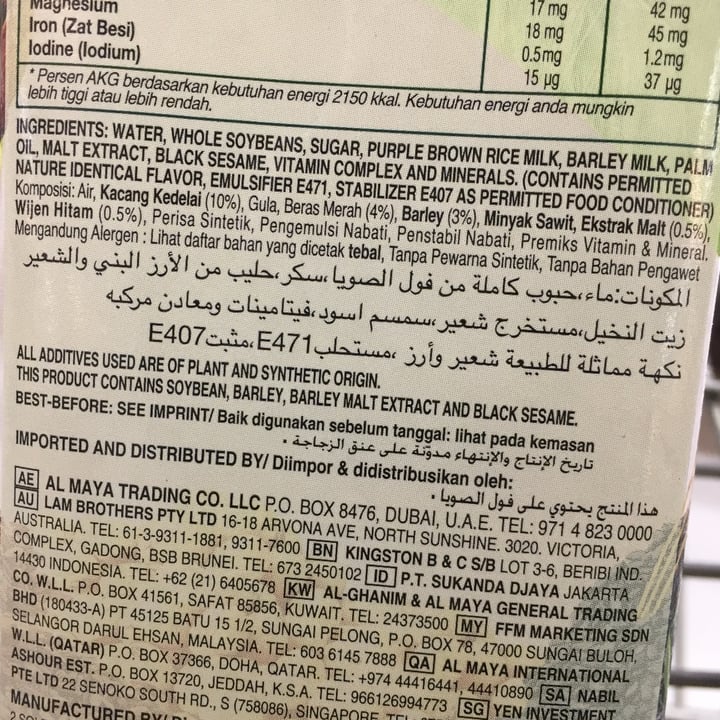 Magnesium 17 mg 42 mg
Iron (Zat Besi) 18 mg 45 mg
Iodine (Iodium) 0.5mg 1.2mg
15 µg 37 µg
* Persen AKG berdasarkan kebutuhan energi 2150 kkal. Kebutuhan energi anda mungkin
lebih tiggi atau lebih rendah.
INGREDIENTS: WATER, WHOLE SOYBEANS, SUGAR, PURPLE BROWN RICE MILK, BARLEY MILK, PALM
OIL, MALT EXTRACT, BLACK SESAME, VITAMIN COMPLEX AND MINERALS. (CONTAINS PERMITTED
NATURE IDENTICAL FLAVOR, EMULSIFIER E471, STABILIZER E407 AS PERMITTED FOOD CONDITIONER)
Komposisi: Air, Kacang Kedelai (10%), Gula, Beras Merah (4%), Barley (3%), Minyak Sawit, Ekstrak Malt (0.5%),
Wijen Hitam (0.5%), Perisa Sintetik, Pengemulsi Nabati, Penstabil Nabati, Premiks Vitamin & Mineral.
Mengandung Alergen : Lihat daftar bahan yang dicetak tebal, Tanpa Pewarna Sintetik, Tanpa Bahan Pengawet
المكونات:ماء،حبوب كاملة من فول الصويا،سكر،حليب من الأرز البني والشعير
زيت النخيل،مستخرج شعير،سمسم اسود،فيتامينات ومعادن مركبه
نكهة مماثلة للطبيعة شعير وأرز ،مستحلب E471،مثبت E407
ALL ADDITIVES USED ARE OF PLANT AND SYNTHETIC ORIGIN.
THIS PRODUCT CONTAINS SOYBEAN, BARLEY, BARLEY MALT EXTRACT AND BLACK SESAME.
BEST-BEFORE: SEE IMPRINT/ Baik digunakan sebelum tanggal: lihat pada kemasan
تاريخ الإنتاج والإنتهاء مدوّنة على عنق الزجاجة .
IMPORTED AND DISTRIBUTED BY/ Diimpor & didistribusikan oleh:
هذا المنتج يحتوي على فول الصويا .
AE AL MAYA TRADING CO. LLC P.O. BOX 8476, DUBAI, U.A.E. TEL: 971 4 823 0000
AU LAM BROTHERS PTY LTD 16-18 ARVONA AVE, NORTH SUNSHINE. 3020. VICTORIA,
AUSTRALIA. TEL: 61-3-9311-1881, 9311-7600 BN KINGSTON B & C S/B LOT 3-6, BERIBI IND.
COMPLEX, GADONG, BSB BRUNEI. TEL: 673 2450102 ID P.T. SUKANDA DJAYA JAKARTA
14430 INDONESIA. TEL: +62 (21) 6405678 KW AL-GHANIM & AL MAYA GENERAL TRADING
CO. W.L.L. P.O. BOX 41561, SAFAT 85856, KUWAIT. TEL: 24373500 MY FFM MARKETING SDN
BHD (180433-A) PT 45125 BATU 15 1/2, SUNGAI PELONG, P.O. BOX 78, 47000 SUNGAI BULOH,
SELANGOR DARUL EHSAN, MALAYSIA. TEL: 603 6145 7888 QA AL MAYA INTERNATIONAL
W.L.L. (QATAR) P.O. BOX 37366, DOHA, QATAR. TEL: +974 44416441, 44410890 SA NABIL
ASHOUR EST. P.O. BOX 13720, JEDDAH, K.S.A. TEL: 966126994773 SG YEN INVESTMENT
PTE LTD 22 SENOKO SOUTH RD., S (758086), SINGAPORE. TEL:
MANUFACTURED BY/